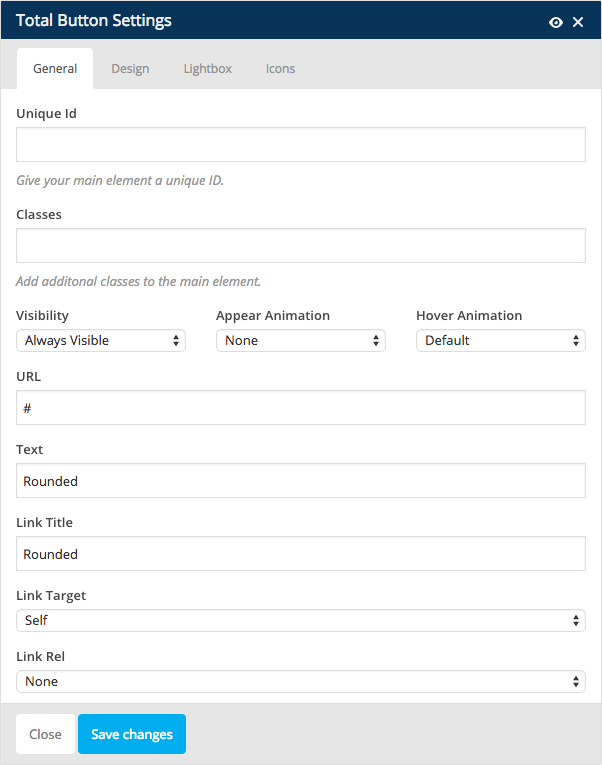 Total Button Settings
General Design Lightbox Icons
Unique Id
Give your main element a unique ID.
Classes
Add additonal classes to the main element.
Visibility Appear Animation Hover Animation
Always Visible None Default
URL
#
Text
Rounded
Link Title
Rounded
Link Target
Self
Link Rel
None
Close Save changes